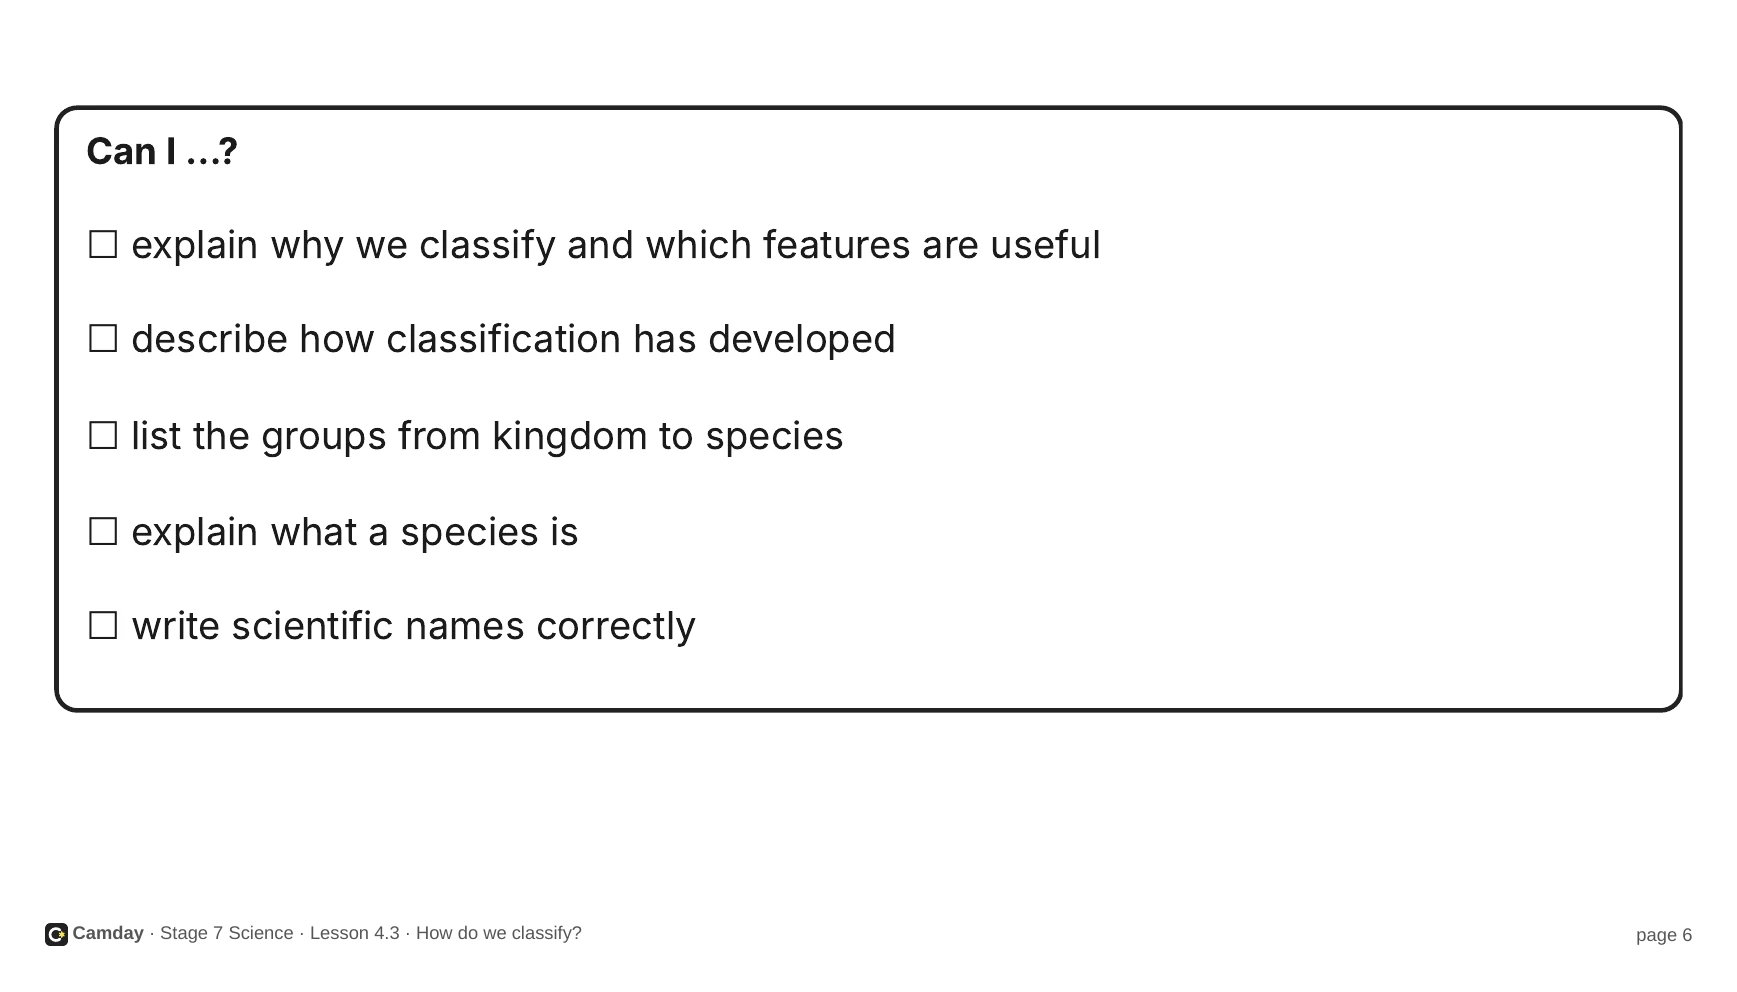 Can I …?
☐ explain why we classify and which features are useful
☐ describe how classification has developed
☐ list the groups from kingdom to species
☐ explain what a species is
☐ write scientific names correctly
Camday · Stage 7 Science · Lesson 4.3 · How do we classify?
page 6